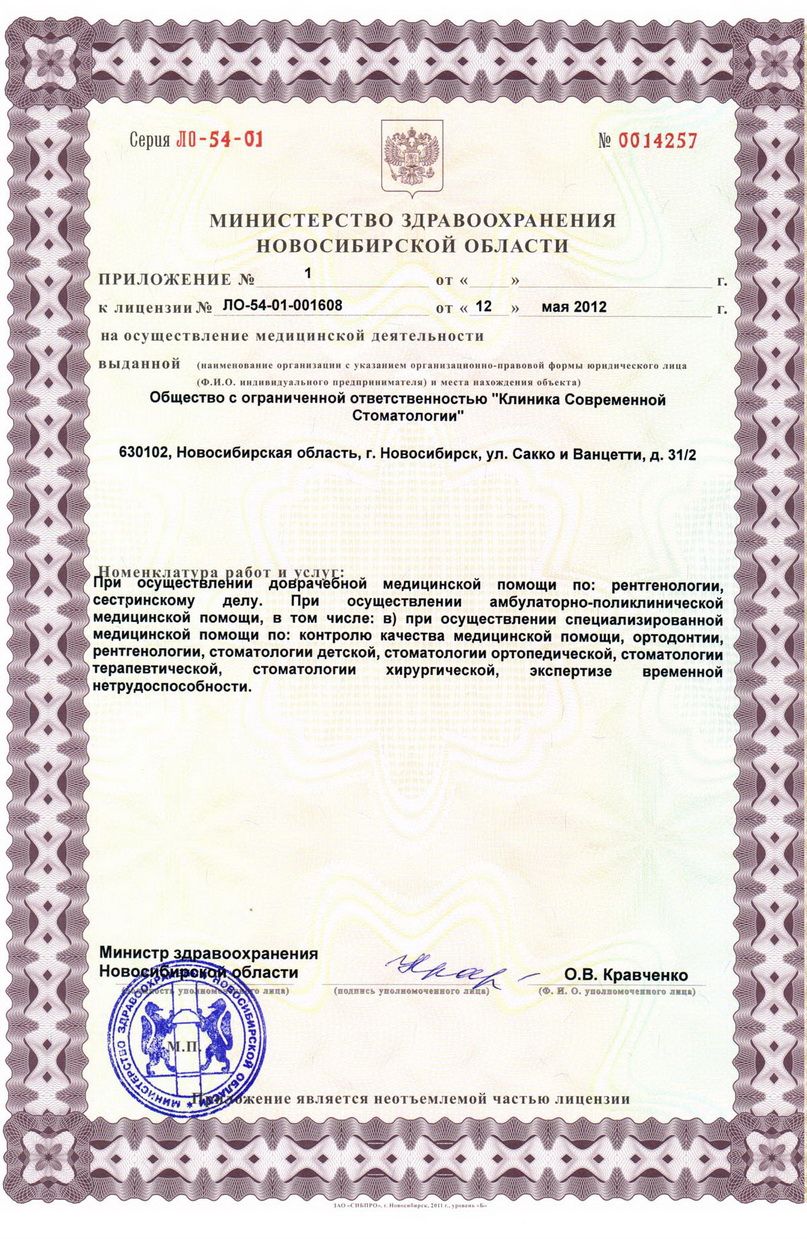 Серия ЛО-54-01
№ 0014257
МИНИСТЕРСТВО ЗДРАВООХРАНЕНИЯ
НОВОСИБИРСКОЙ ОБЛАСТИ
ПРИЛОЖЕНИЕ № 1 от « » г.
к лицензии № ЛО-54-01-001608 от « 12 » мая 2012 г.
на осуществление медицинской деятельности
выданной (наименование организации с указанием организационно-правовой формы юридического лица
(Ф.И.О. индивидуального предпринимателя) и места нахождения объекта)
Общество с ограниченной ответственностью "Клиника Современной
Стоматологии"
630102, Новосибирская область, г. Новосибирск, ул. Сакко и Ванцетти, д. 31/2
Номенклатура работ и услуг:
При осуществлении доврачебной медицинской помощи по: рентгенологии,
сестринскому делу. При осуществлении амбулаторно-поликлинической
медицинской помощи, в том числе: в) при осуществлении специализированной
медицинской помощи по: контролю качества медицинской помощи, ортодонтии,
рентгенологии, стоматологии детской, стоматологии ортопедической, стоматологии
терапевтической, стоматологии хирургической, экспертизе временной
нетрудоспособности.
Министр здравоохранения
Новосибирской области
О.В. Кравченко
(должность уполномоченного лица) (подпись уполномоченного лица) (Ф. И. О. уполномоченного лица)
МИНИСТЕРСТВО ЗДРАВООХРАНЕНИЯ НОВОСИБИРСКОЙ ОБЛАСТИ
М.П.
Приложение является неотъемлемой частью лицензии
ЗАО «СИБПРО», г. Новосибирск, 2011 г., уровень «Б»